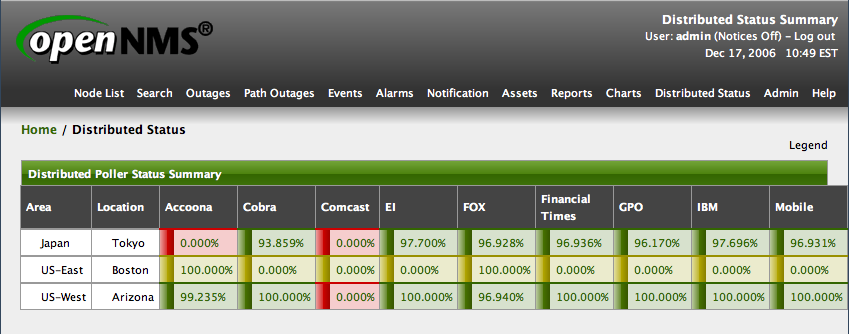 openNMS®
Distributed Status Summary
User: admin (Notices Off) – Log out
Dec 17, 2006 10:49 EST
Node List Search Outages Path Outages Events Alarms Notification Assets Reports Charts Distributed Status Admin Help
Home / Distributed Status
Legend
Distributed Poller Status Summary
Area Location Accoona Cobra Comcast EI FOX Financial Times GPO IBM Mobile
Japan Tokyo 0.000% 93.859% 0.000% 97.700% 96.928% 96.936% 96.170% 97.696% 96.931%
US-East Boston 100.000% 0.000% 0.000% 0.000% 100.000% 0.000% 0.000% 0.000% 0.000%
US-West Arizona 99.235% 100.000% 0.000% 100.000% 96.940% 100.000% 100.000% 100.000% 100.000%